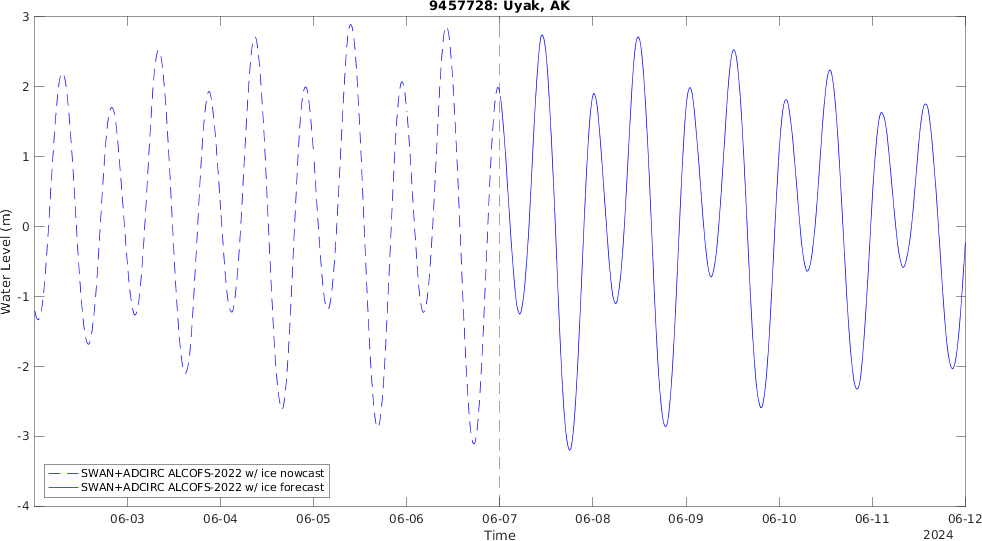 9457728: Uyak, AK
Water Level (m)
3
2
1
0
-1
-2
-3
-4
SWAN+ADCIRC ALCOFS-2022 w/ ice nowcast
SWAN+ADCIRC ALCOFS-2022 w/ ice forecast
06-03 06-04 06-05 06-06 06-07 06-08 06-09 06-10 06-11 06-12
Time
2024